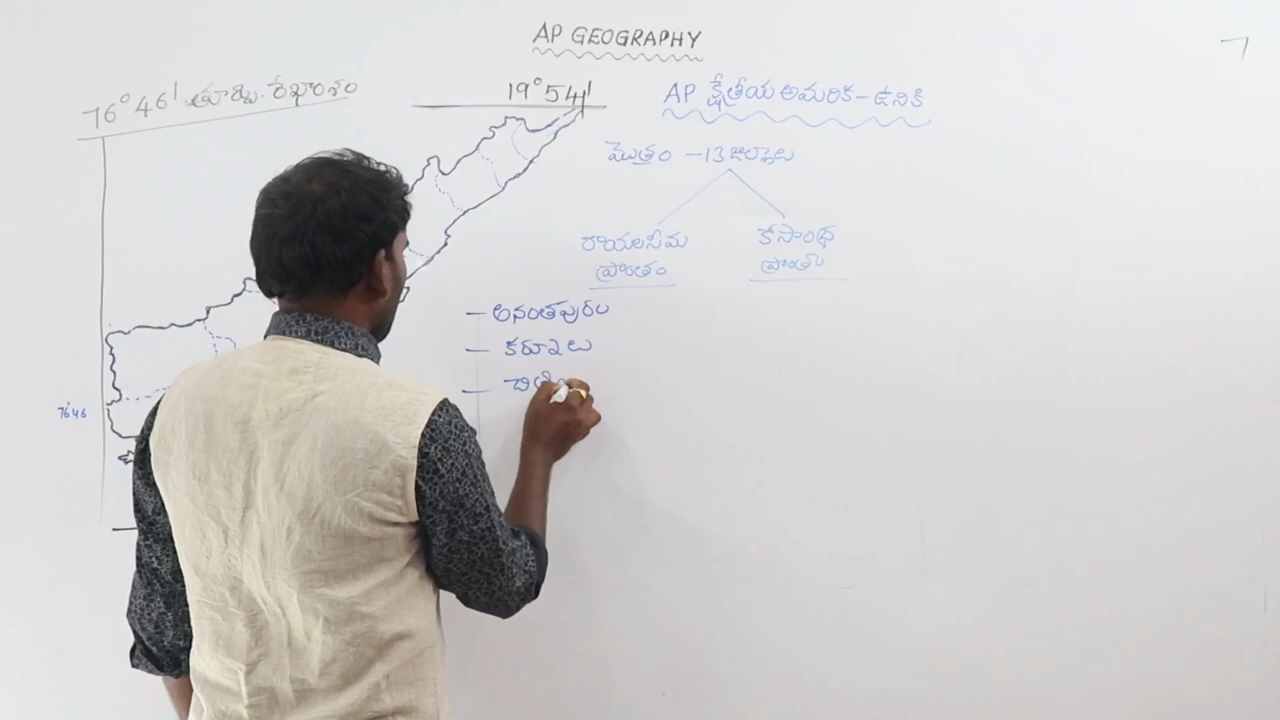 AP GEOGRAPHY
76°46' తూర్పు రేఖాంశం
19°54'
AP క్షేత్రీయ అమరిక - ఉనికి
మొత్తం - 13 జిల్లాలు
రాయలసీమ
ప్రాంతం
కోస్తాంధ్ర
ప్రాంతం
- అనంతపురం
- కర్నూలు
7646